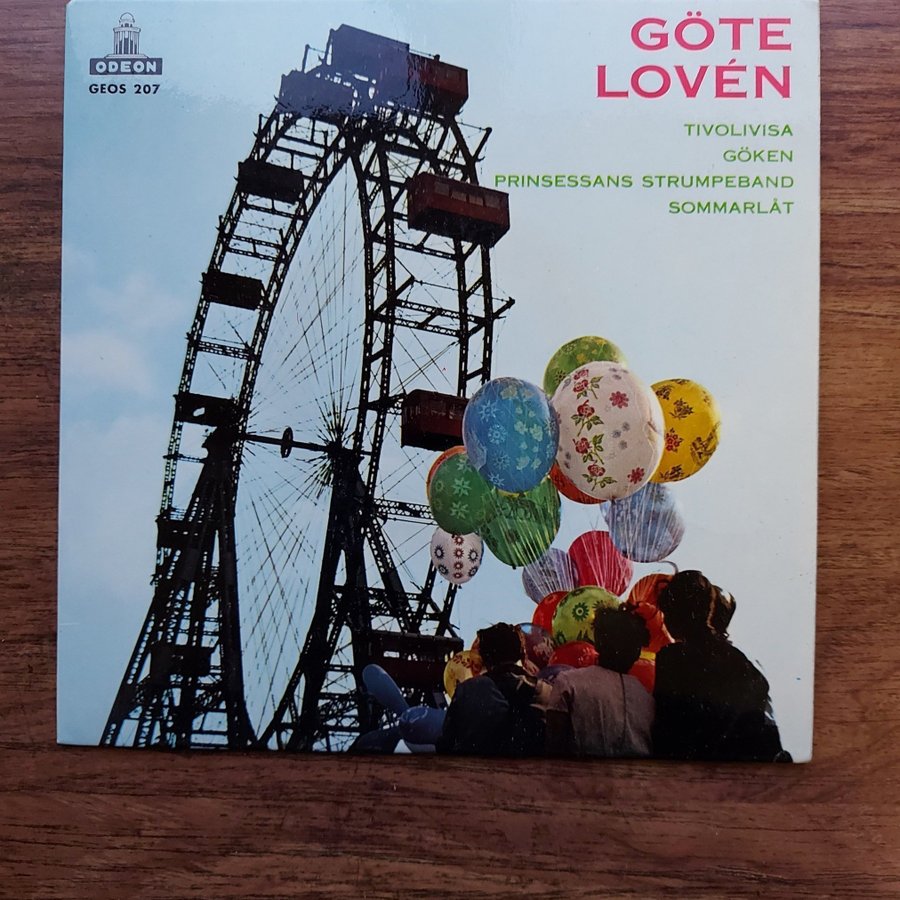 ODEON
GEOS 207
GÖTE
LOVÉN
TIVOLIVISA
GÖKEN
PRINSESSANS STRUMPEBAND
SOMMARLÅT